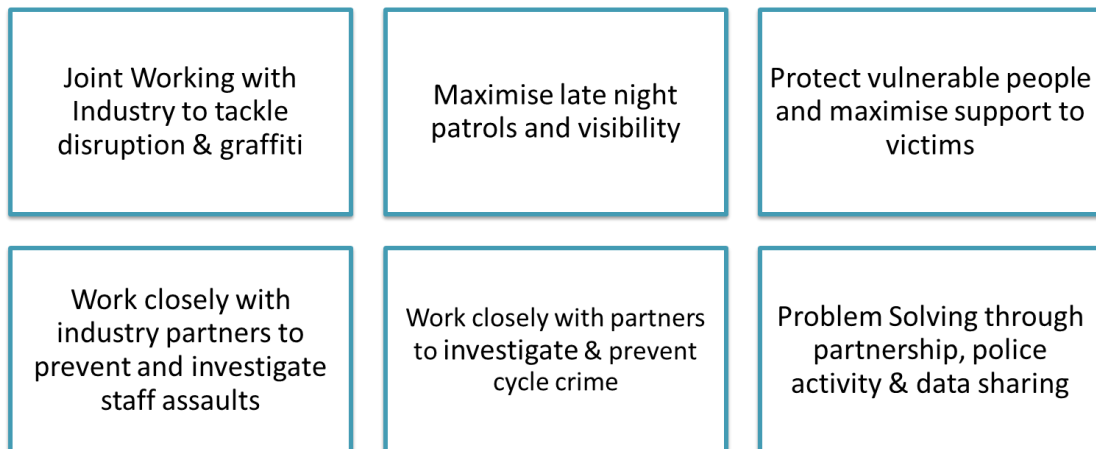 Joint Working with
Industry to tackle
disruption & graffiti
Maximise late night
patrols and visibility
Protect vulnerable people
and maximise support to
victims
Work closely with
industry partners to
prevent and investigate
staff assaults
Work closely with partners
to investigate & prevent
cycle crime
Problem Solving through
partnership, police
activity & data sharing